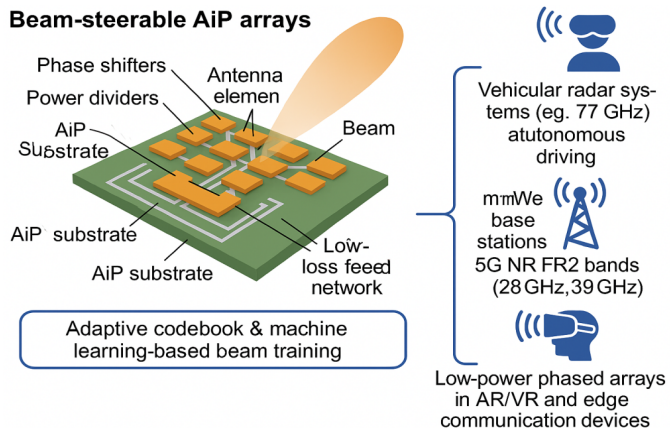 Beam-steerable AiP arrays
Phase shifters
Power dividers
AiP
Substrate
AiP substrate
AiP substrate
Antenna
elemen
Beam
Low-
loss feed
network
Adaptive codebook & machine
learning-based beam training
Vehicular radar sys-
tems (eg. 77 GHz)
atutonomous
driving
mmWe
base
stations
5G NR FR2 bands
(28 GHz, 39 GHz)
Low-power phased arrays
in AR/VR and edge
communication devices